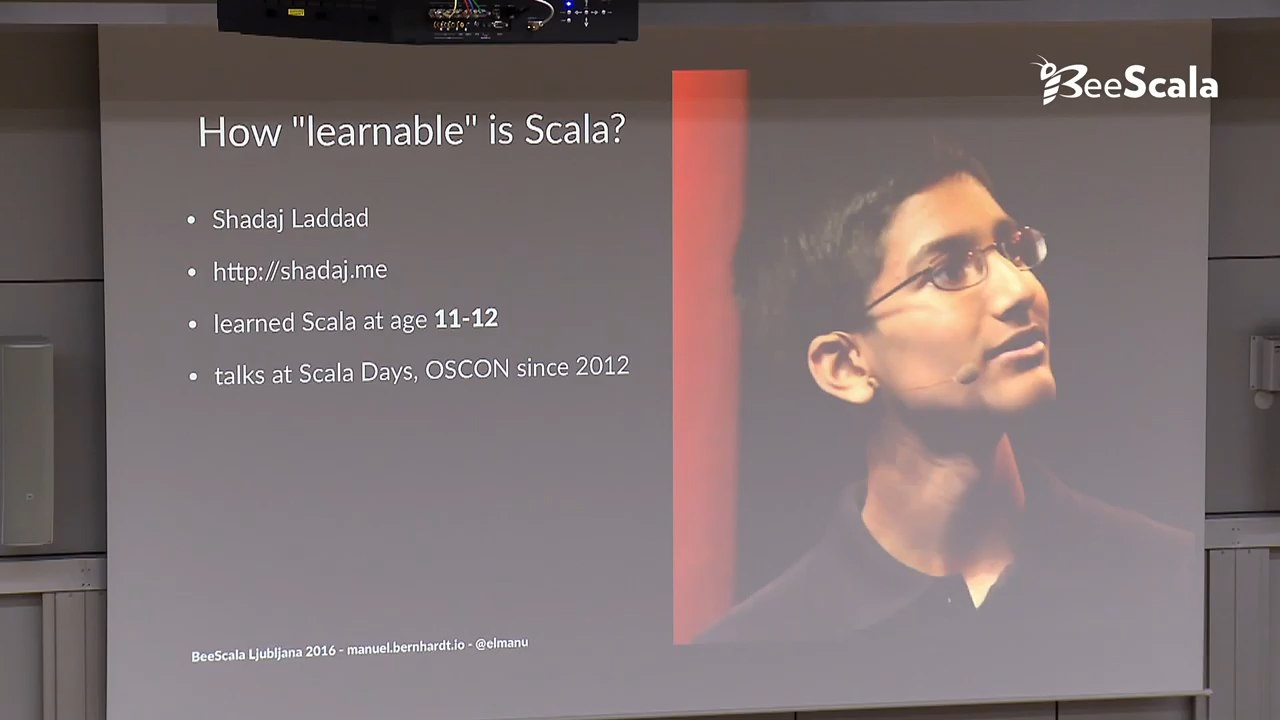 BeeScala
How "learnable" is Scala?
• Shadaj Laddad
• http://shadaj.me
• learned Scala at age 11-12
• talks at Scala Days, OSCON since 2012
BeeScala Ljubljana 2016 - manuel.bernhardt.io - @elmanu